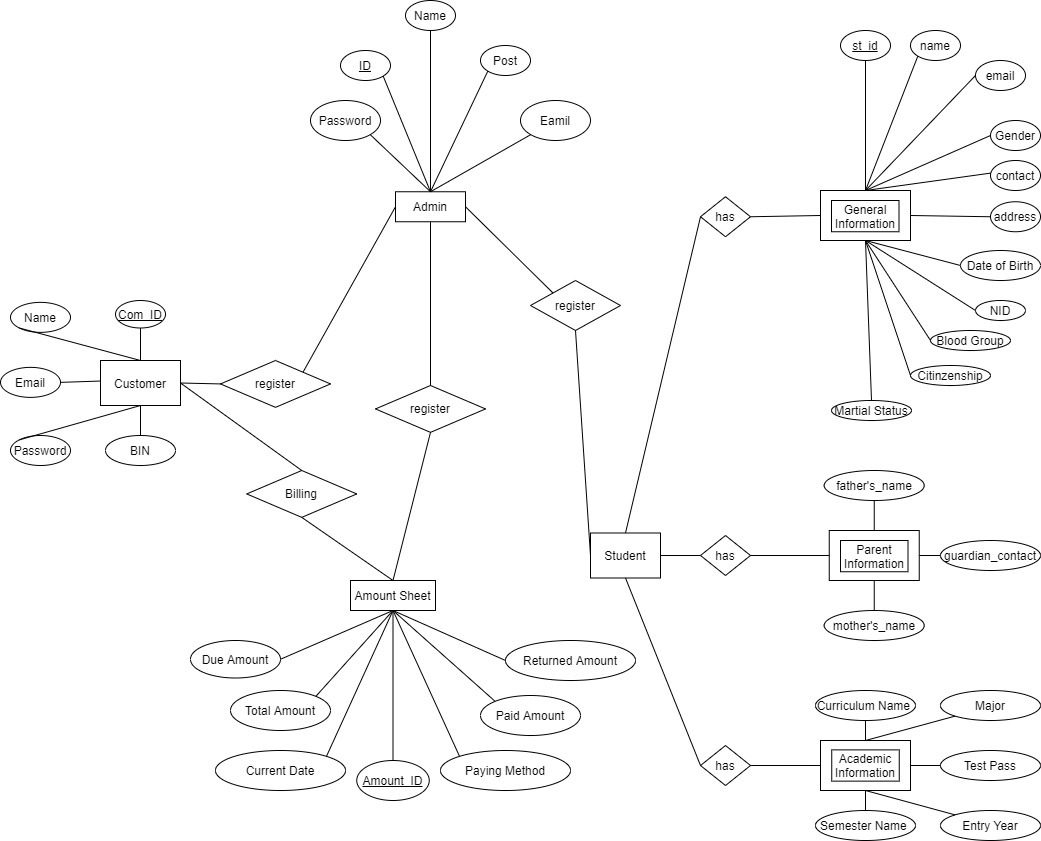 Name
ID
Post
Password
Eamil
Admin
st_id
name
email
Gender
contact
address
has
General
Information
Date of Birth
NID
Blood Group
Citinzenship
Martial Status
register
Name
Com_ID
Email
Customer
register
register
Password
BIN
Billing
father's_name
Student
has
Parent
Information
guardian_contact
mother's_name
Amount Sheet
Due Amount
Returned Amount
Total Amount
Paid Amount
Current Date
Amount_ID
Paying Method
Curriculum Name
Major
has
Academic
Information
Test Pass
Semester Name
Entry Year